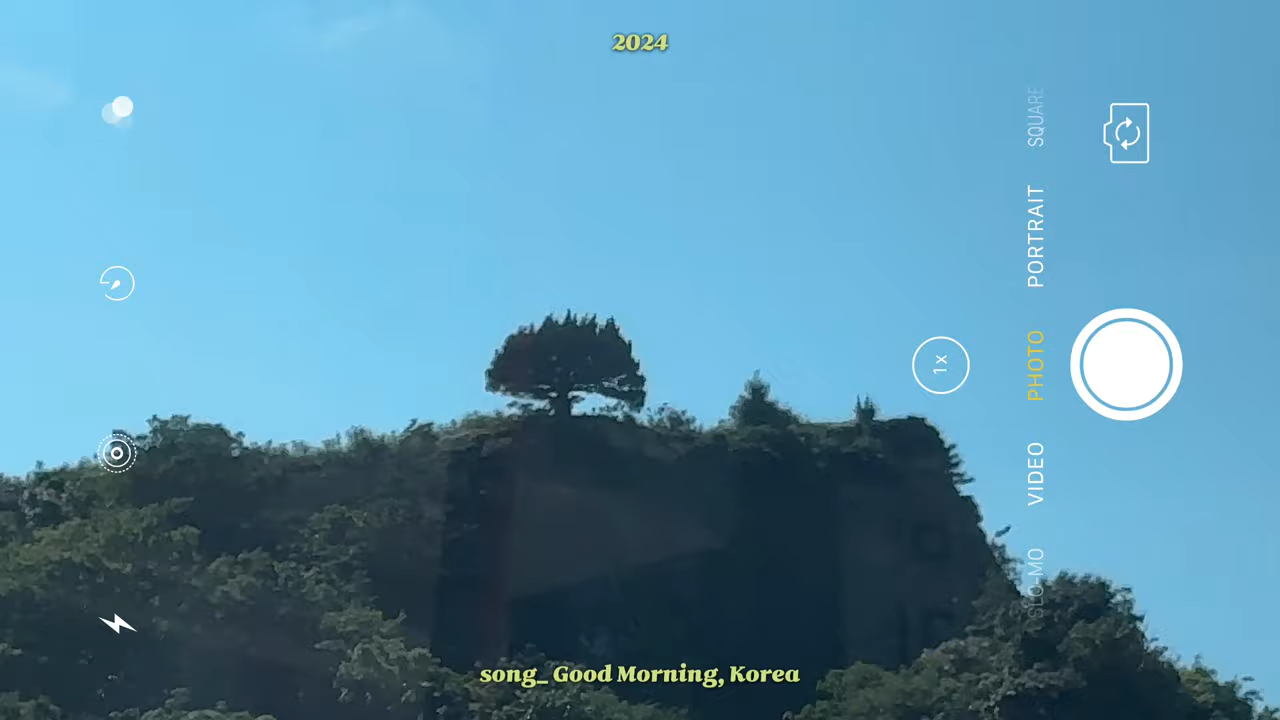 2024
SQUARE
PORTRAIT
PHOTO
VIDEO
SLO-MO
1x
song_ Good Morning, Korea